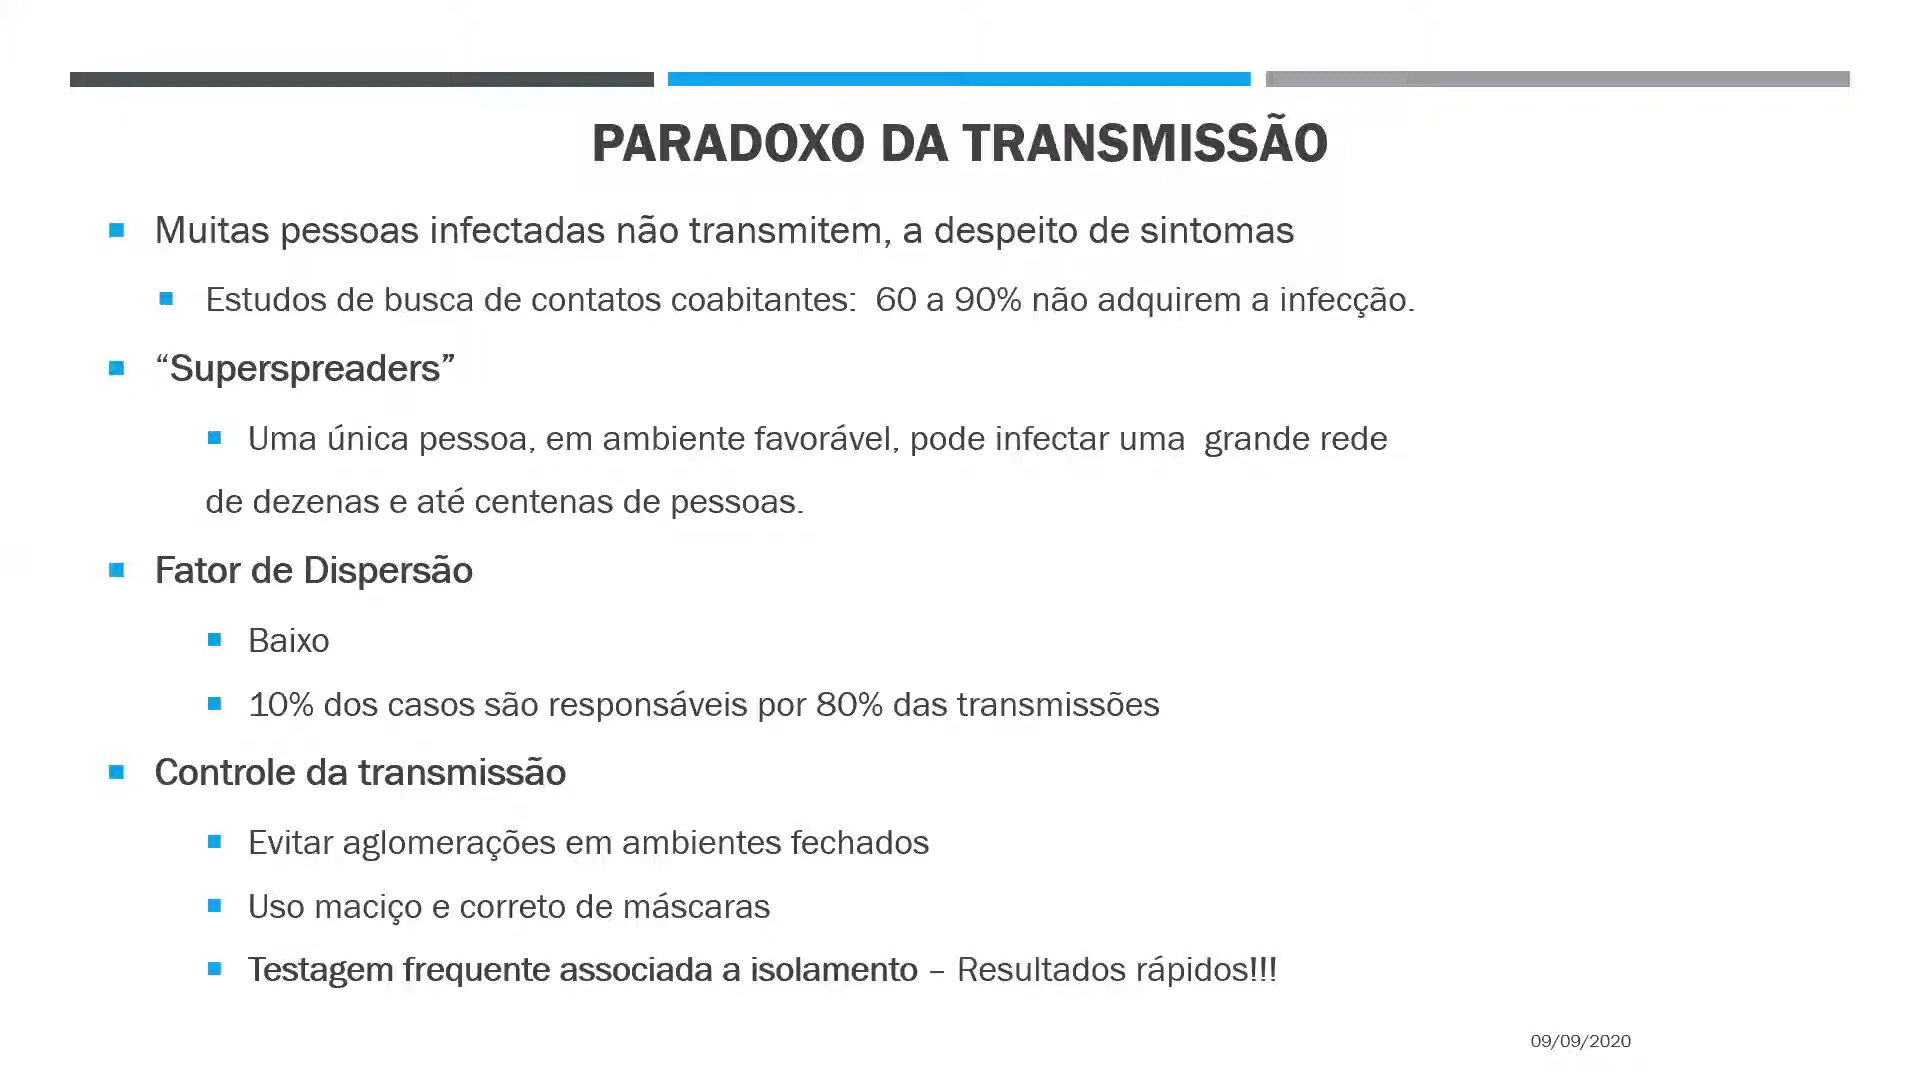 PARADOXO DA TRANSMISSÃO
Muitas pessoas infectadas não transmitem, a despeito de sintomas
Estudos de busca de contatos coabitantes: 60 a 90% não adquirem a infecção.
“Superspreaders”
Uma única pessoa, em ambiente favorável, pode infectar uma grande rede
de dezenas e até centenas de pessoas.
Fator de Dispersão
Baixo
10% dos casos são responsáveis por 80% das transmissões
Controle da transmissão
Evitar aglomerações em ambientes fechados
Uso maciço e correto de máscaras
Testagem frequente associada a isolamento – Resultados rápidos!!!
09/09/2020